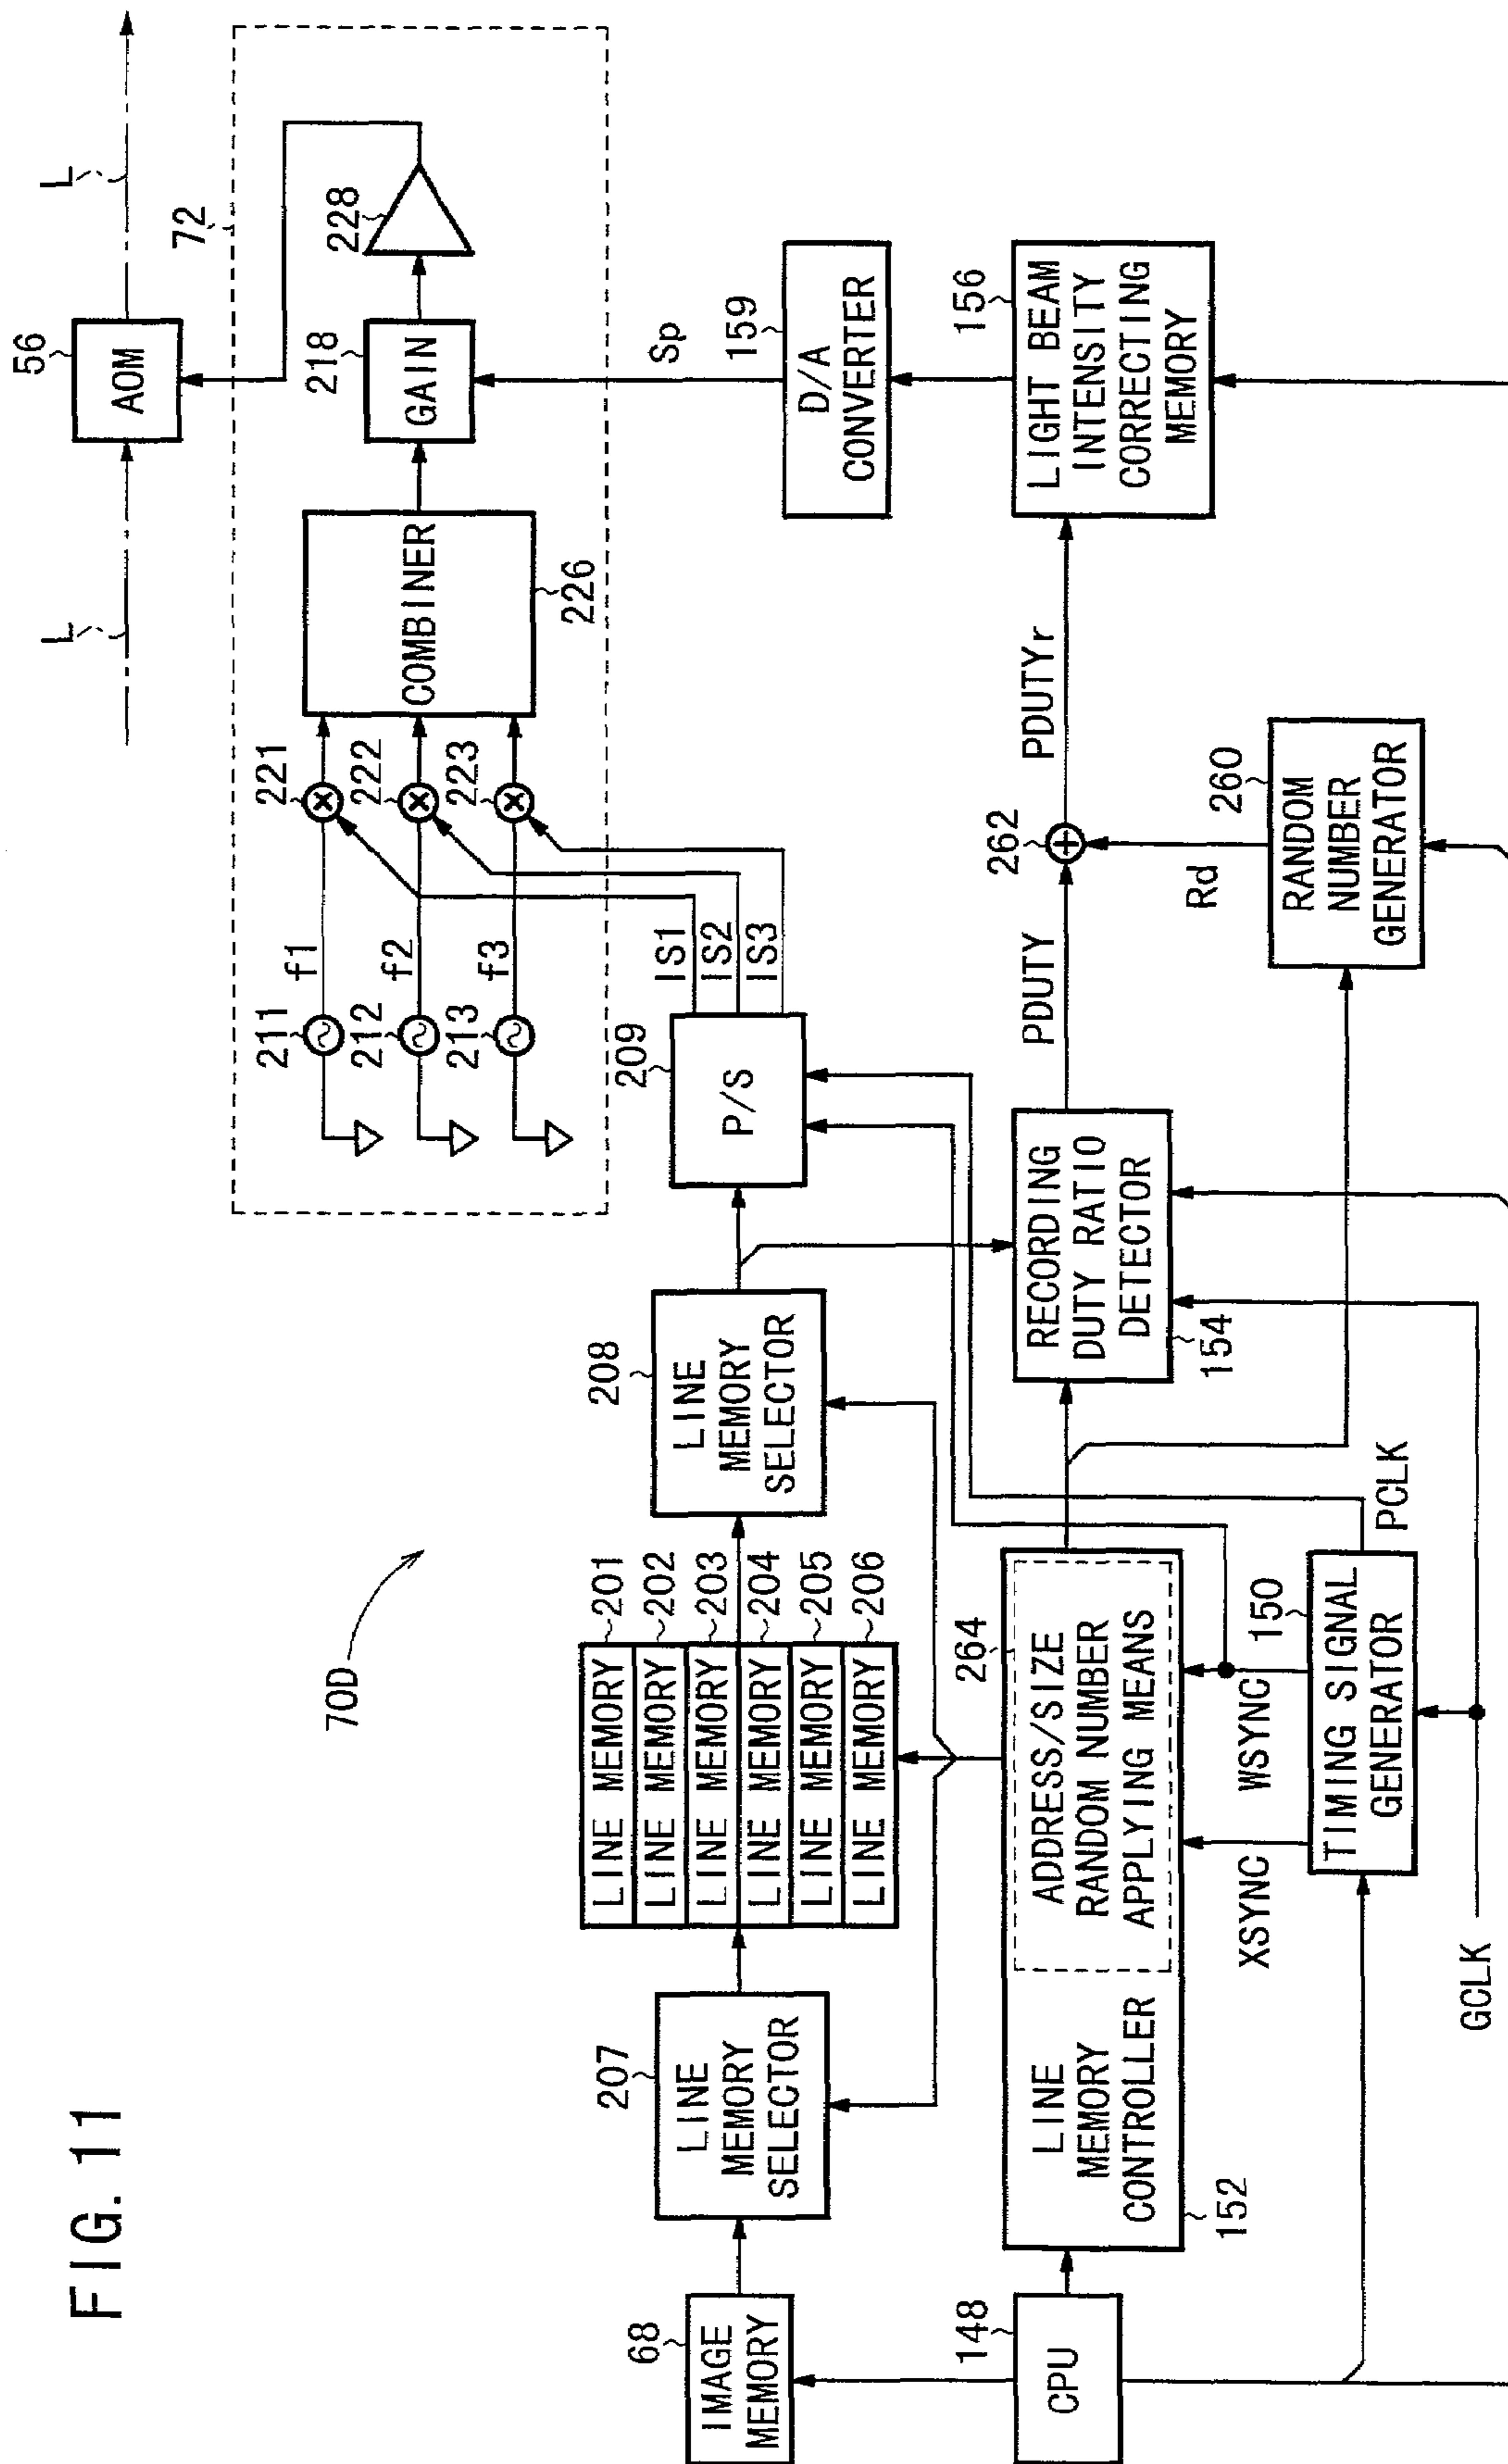 FIG. 11
70D
L
L
56
AOM
72
211
f1
221
212
f2
222
213
f3
223
COMBINER
226
218
GAIN
228
68
IMAGE
MEMORY
207
LINE
MEMORY
SELECTOR
LINE MEMORY 201
LINE MEMORY 202
LINE MEMORY 203
LINE MEMORY 204
LINE MEMORY 205
LINE MEMORY 206
208
LINE
MEMORY
SELECTOR
209
P/S
IS1
IS2
IS3
Sp
159
D/A
CONVERTER
148
CPU
152
LINE
MEMORY
CONTROLLER
264
ADDRESS/SIZE
RANDOM NUMBER
APPLYING MEANS
154
RECORDING
DUTY RATIO
DETECTOR
PDUTY
262
PDUTYr
156
LIGHT BEAM
INTENSITY
CORRECTING
MEMORY
Rd
260
RANDOM
NUMBER
GENERATOR
XSYNC
WSYNC
150
TIMING SIGNAL
GENERATOR
PCLK
GCLK